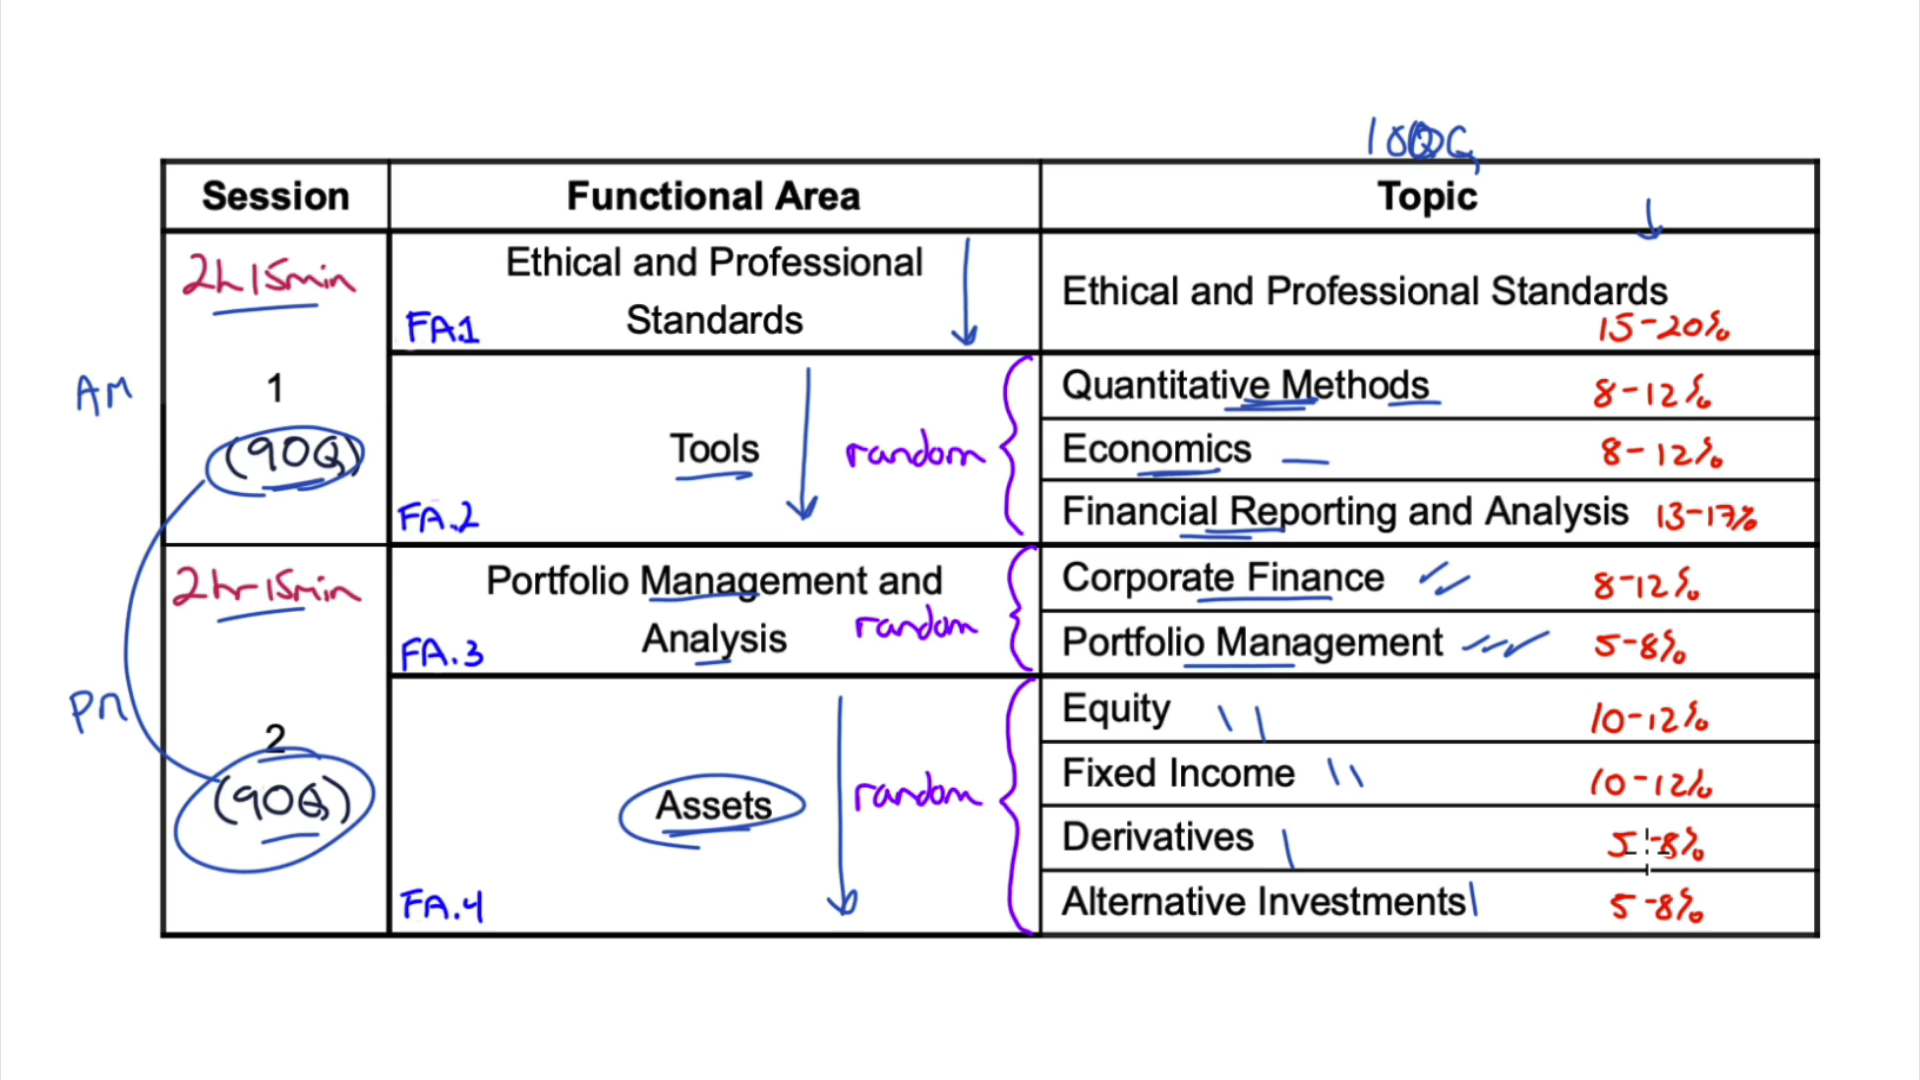 Session Functional Area Topic
2h15min
AM
1
(90Q)
Ethical and Professional
Standards
FA.1
Ethical and Professional Standards
15-20%
Tools
random
FA.2
Quantitative Methods 8-12%
Economics 8-12%
Financial Reporting and Analysis 13-17%
2hr15min
PM
2
(90Q)
Portfolio Management and
Analysis
random
FA.3
Corporate Finance 8-12%
Portfolio Management 5-8%
Assets
random
FA.4
Equity 10-12%
Fixed Income 10-12%
Derivatives 5-8%
Alternative Investments 5-8%